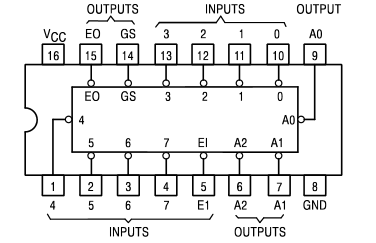 OUTPUTS INPUTS OUTPUT
VCC EO GS 3 2 1 0 A0
16 15 14 13 12 11 10 9
EO GS 3 2 1 0
4 A0
5 6 7 EI A2 A1
1 2 3 4 5 6 7 8
4 5 6 7 E1 A2 A1 GND
INPUTS OUTPUTS